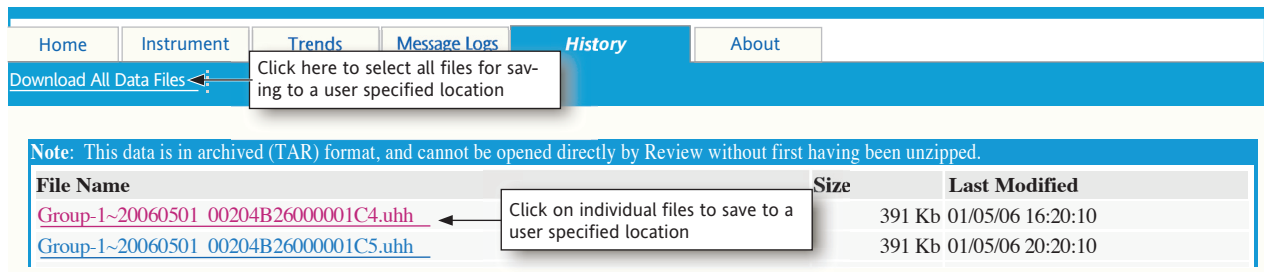 Home Instrument Trends Message Logs History About
Download All Data Files
Click here to select all files for sav-
ing to a user specified location
Note: This data is in archived (TAR) format, and cannot be opened directly by Review without first having been unzipped.
File Name Size Last Modified
Group-1~20060501_00204B26000001C4.uhh 391 Kb 01/05/06 16:20:10
Click on individual files to save to a
user specified location
Group-1~20060501_00204B26000001C5.uhh 391 Kb 01/05/06 20:20:10